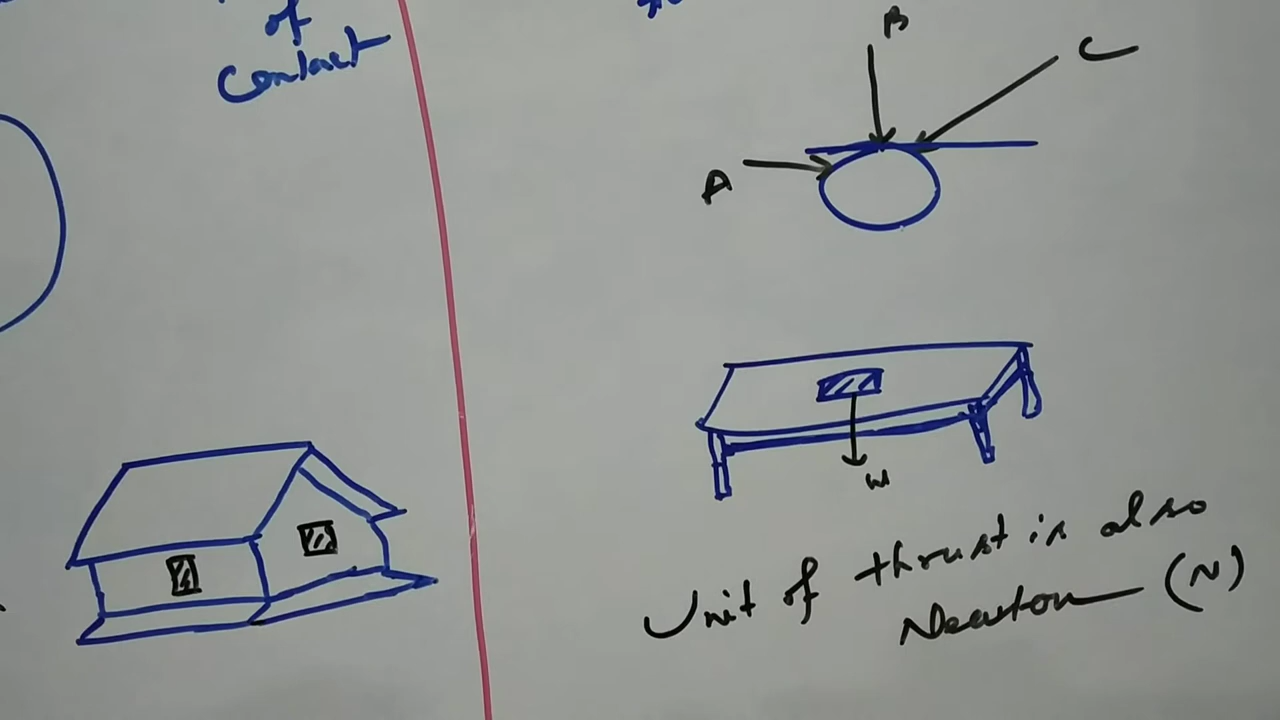 of
Contact
B
C
A
W
Unit of thrust is also
Newton (N)